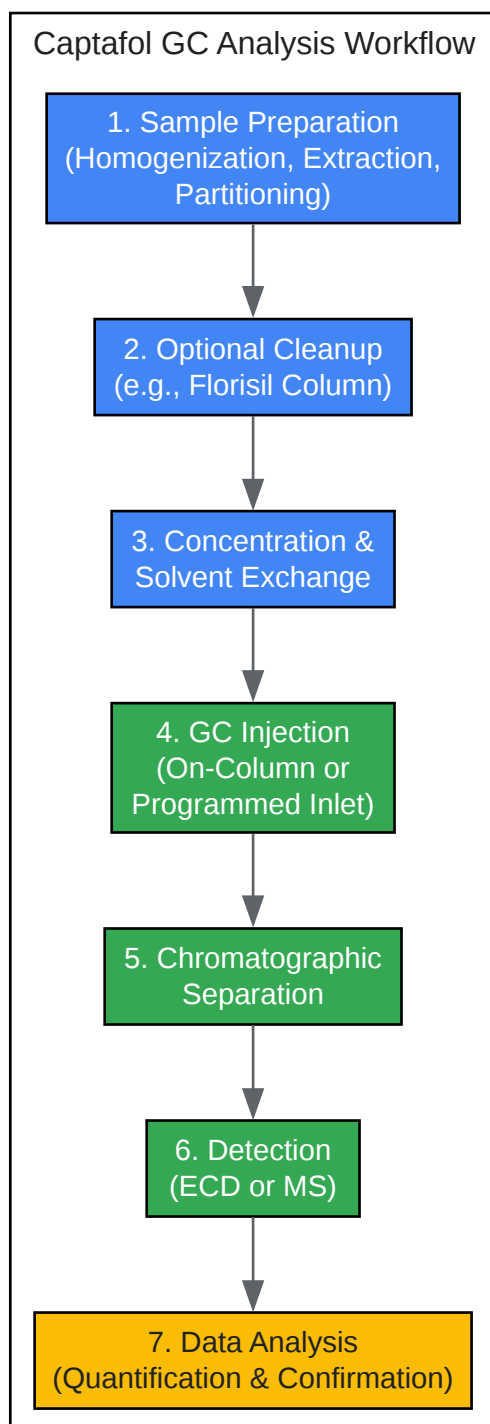 Captafol GC Analysis Workflow
1. Sample Preparation
(Homogenization, Extraction,
Partitioning)
2. Optional Cleanup
(e.g., Florisil Column)
3. Concentration &
Solvent Exchange
4. GC Injection
(On-Column or
Programmed Inlet)
5. Chromatographic
Separation
6. Detection
(ECD or MS)
7. Data Analysis
(Quantification & Confirmation)